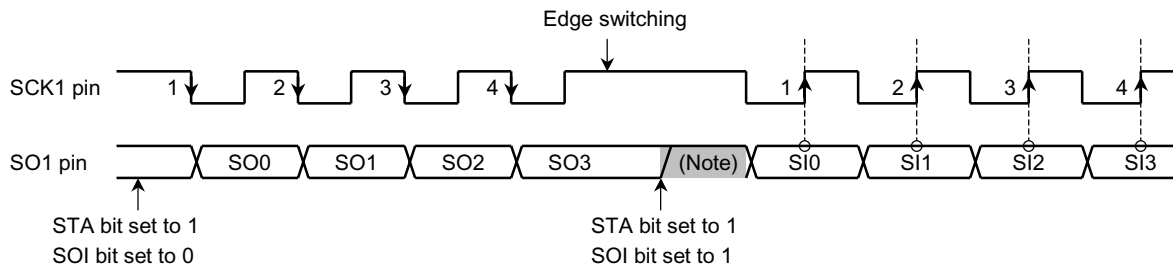 Edge switching
SCK1 pin
1 2 3 4 1 2 3 4
SO1 pin
SO0 SO1 SO2 SO3 (Note) SI0 SI1 SI2 SI3
STA bit set to 1
SOI bit set to 0
STA bit set to 1
SOI bit set to 1